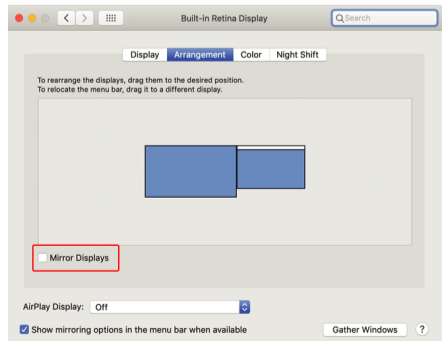 Built-in Retina Display
Search
Display Arrangement Color Night Shift
To rearrange the displays, drag them to the desired position.
To relocate the menu bar, drag it to a different display.
Mirror Displays
AirPlay Display: Off
Show mirroring options in the menu bar when available
Gather Windows ?